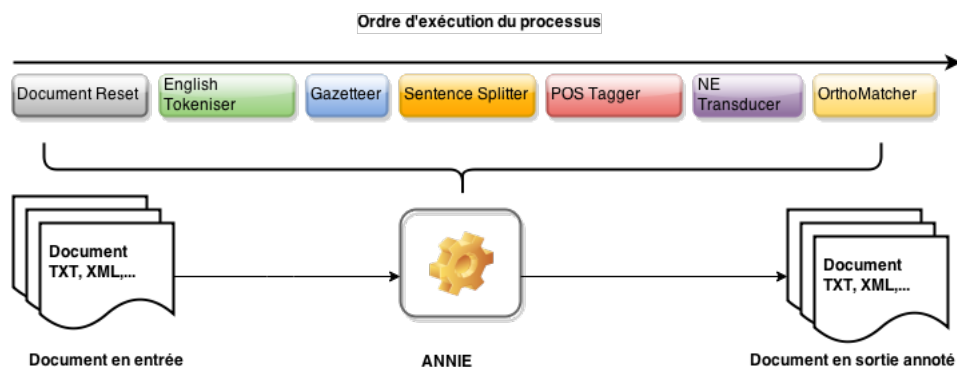 Ordre d'exécution du processus
Document Reset
English
Tokeniser
Gazetteer
Sentence Splitter
POS Tagger
NE
Transducer
OrthoMatcher
Document
TXT, XML,...
Document
TXT, XML,...
Document en entrée
ANNIE
Document en sortie annoté